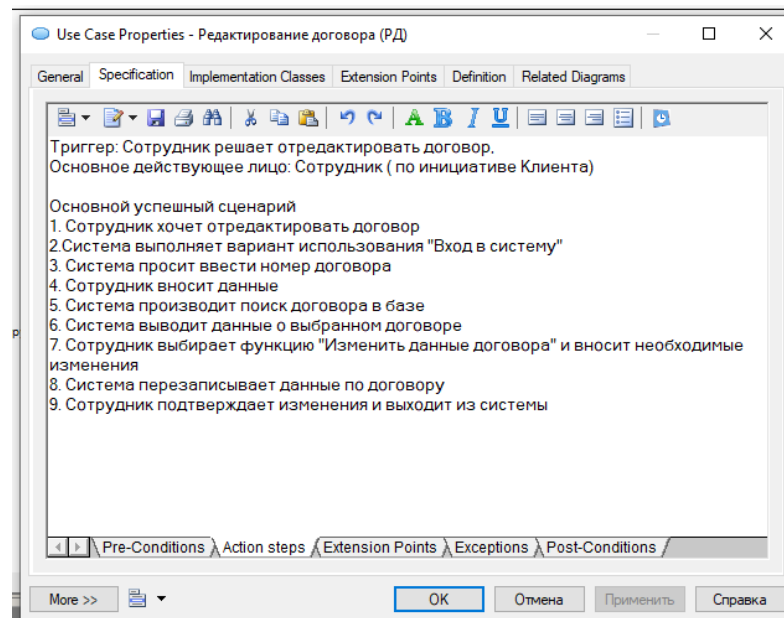 Use Case Properties - Редактирование договора (РД)
General Specification Implementation Classes Extension Points Definition Related Diagrams
Триггер: Сотрудник решает отредактировать договор,
Основное действующее лицо: Сотрудник ( по инициативе Клиента)
Основной успешный сценарий
1. Сотрудник хочет отредактировать договор
2.Система выполняет вариант использования "Вход в систему"
3. Система просит ввести номер договора
4. Сотрудник вносит данные
5. Система производит поиск договора в базе
6. Система выводит данные о выбранном договоре
7. Сотрудник выбирает функцию "Изменить данные договора" и вносит необходимые
изменения
8. Система перезаписывает данные по договору
9. Сотрудник подтверждает изменения и выходит из системы
Pre-Conditions Action steps Extension Points Exceptions Post-Conditions
More >> OK Отмена Применить Справка